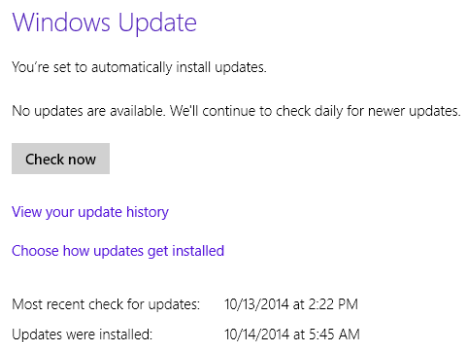 Windows Update
You're set to automatically install updates.
No updates are available. We'll continue to check daily for newer updates.
Check now
View your update history
Choose how updates get installed
Most recent check for updates: 10/13/2014 at 2:22 PM
Updates were installed: 10/14/2014 at 5:45 AM